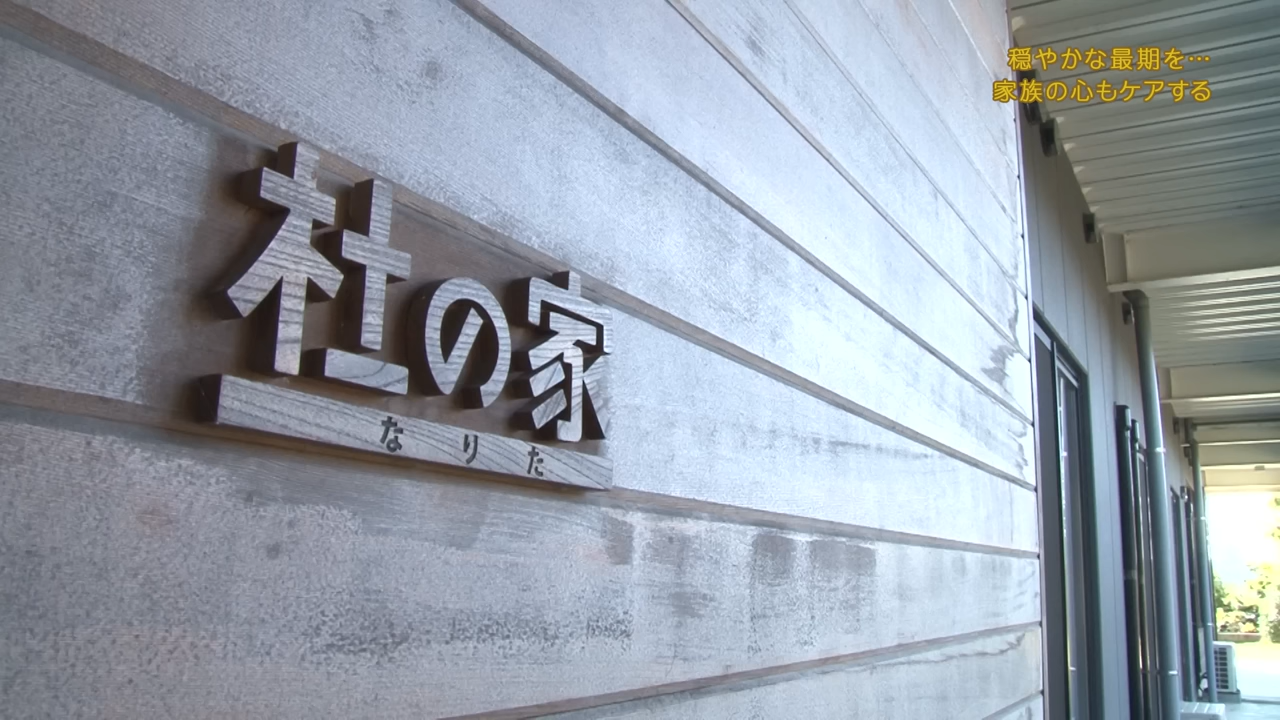 穏やかな最期を…
家族の心もケアする
杜の家
なりた